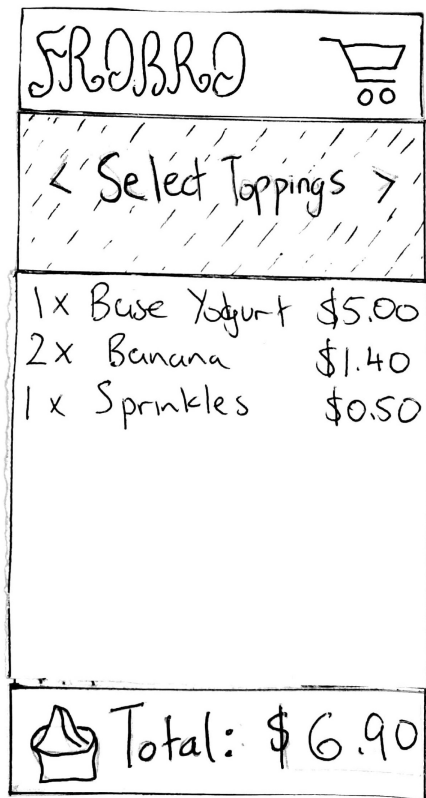 FROBRO
< Select Toppings >
1x Base Yogurt $5.00
2x Banana $1.40
1x Sprinkles $0.50
Total: $6.90